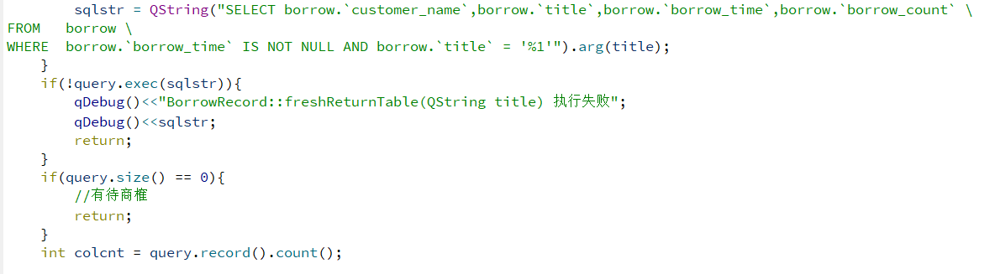 sqlstr = QString("SELECT borrow.`customer_name`,borrow.`title`,borrow.`borrow_time`,borrow.`borrow_count` \
FROM   borrow \
WHERE  borrow.`borrow_time` IS NOT NULL AND borrow.`title` = '%1'").arg(title);
    }
    if(!query.exec(sqlstr)){
        qDebug()<<"BorrowRecord::freshReturnTable(QString title) 执行失败";
        qDebug()<<sqlstr;
        return;
    }
    if(query.size() == 0){
        //有待商榷
        return;
    }
    int colcnt = query.record().count();